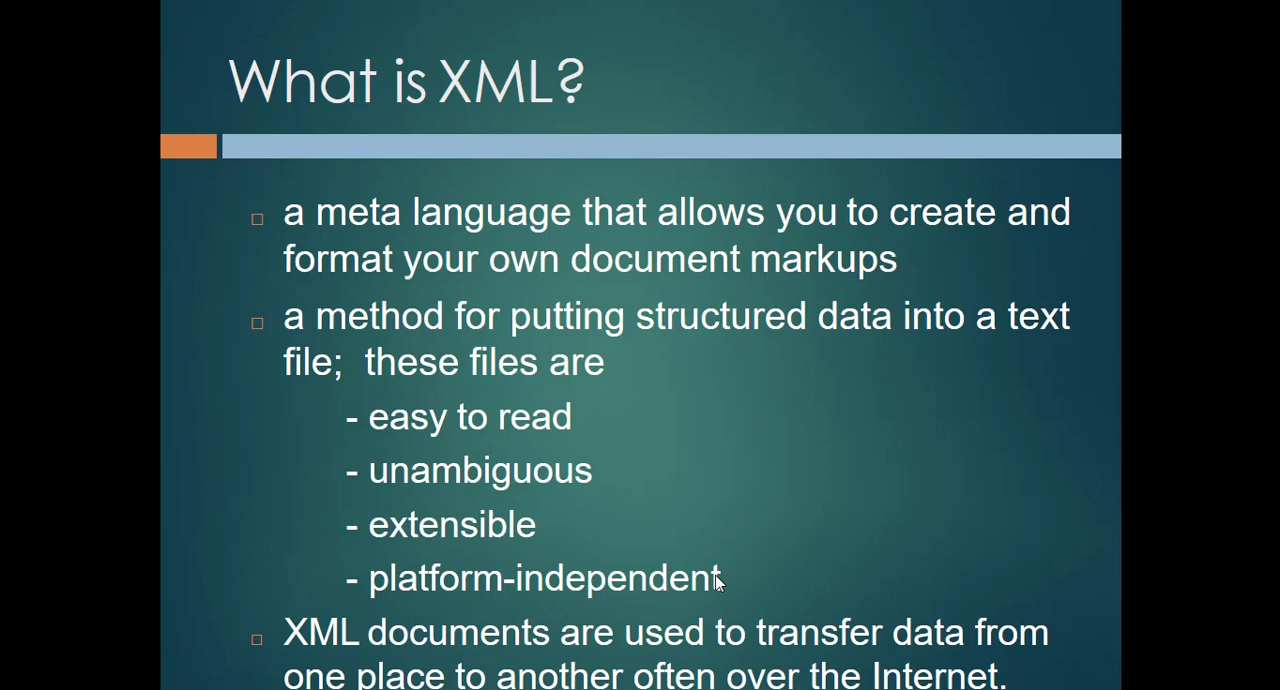 What is XML?
a meta language that allows you to create and
format your own document markups
a method for putting structured data into a text
file;  these files are
- easy to read
- unambiguous
- extensible
- platform-independent
XML documents are used to transfer data from
one place to another often over the Internet.